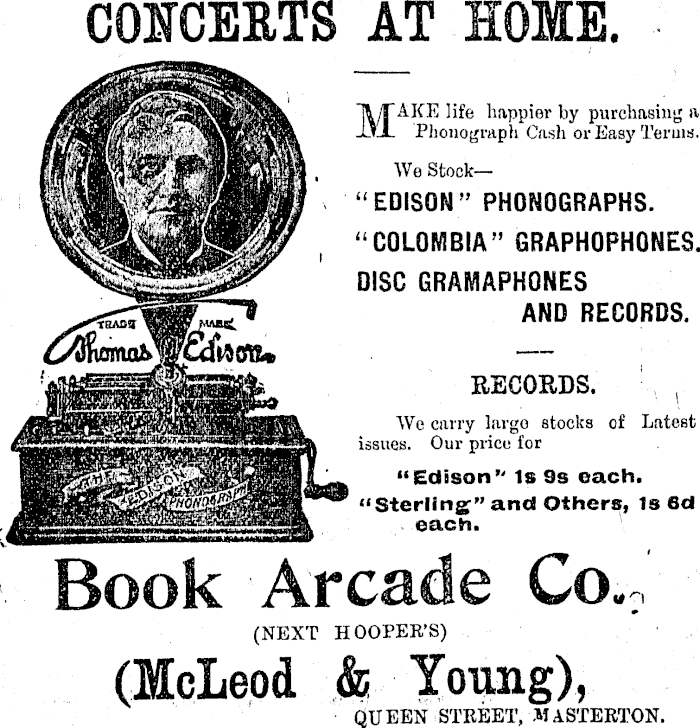 CONCERTS AT HOME.
MAKE life happier by purchasing a
Phonograph Cash or Easy Terms.
We Stock—
"EDISON" PHONOGRAPHS.
"COLOMBIA" GRAPHOPHONES.
DISC GRAMAPHONES
AND RECORDS.
TRADE MARK
Thomas Edison
THE
EDISON
PHONOGRAPH
RECORDS.
We carry large stocks of Latest
issues. Our price for
"Edison" 1s 9s each.
"Sterling" and Others, 1s 6d
each.
Book Arcade Co.,
(NEXT HOOPER'S)
(McLeod & Young),
QUEEN STREET, MASTERTON.